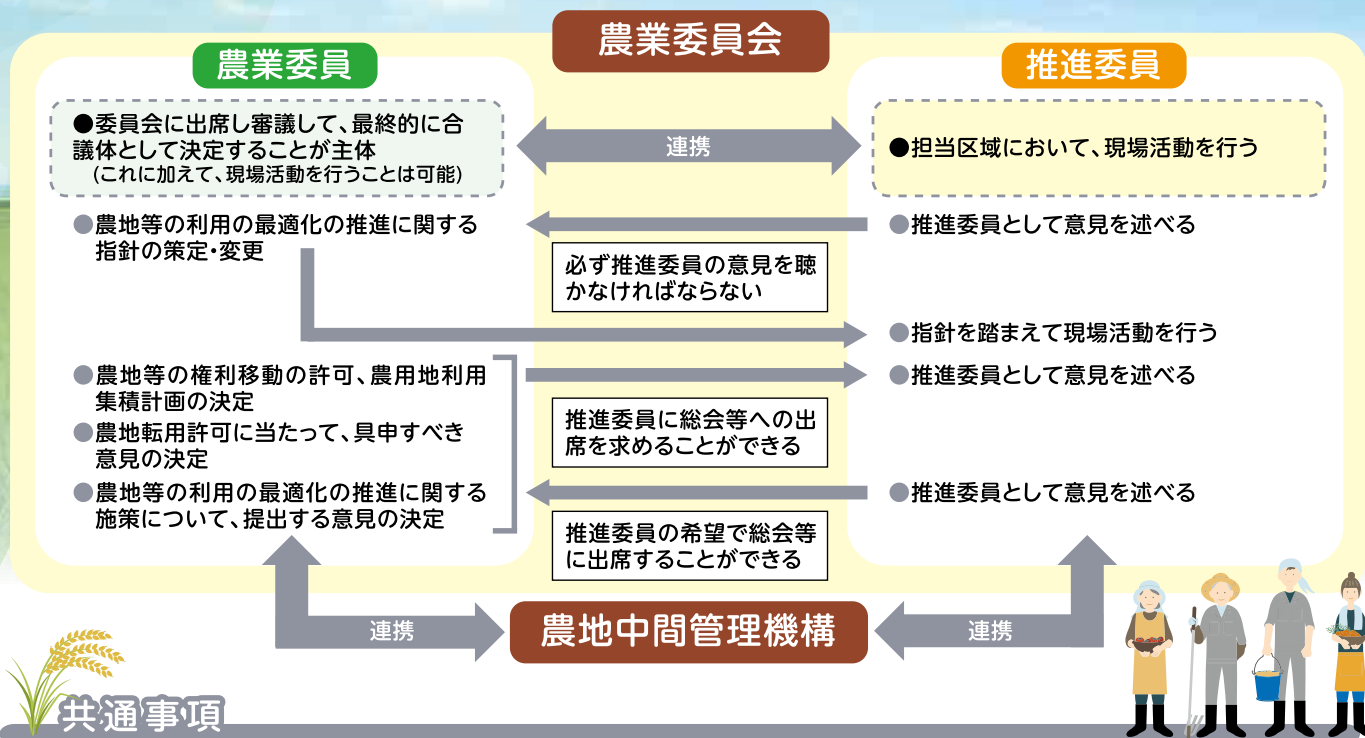 農業委員会
農業委員
●委員会に出席し審議して、最終的に合
議体として決定することが主体
(これに加えて、現場活動を行うことは可能)
●農地等の利用の最適化の推進に関する
指針の策定・変更
●農地等の権利移動の許可、農用地利用
集積計画の決定
●農地転用許可に当たって、具申すべき
意見の決定
●農地等の利用の最適化の推進に関する
施策について、提出する意見の決定
連携
必ず推進委員の意見を聴
かなければならない
推進委員に総会等への出
席を求めることができる
推進委員の希望で総会等
に出席することができる
推進委員
●担当区域において、現場活動を行う
●推進委員として意見を述べる
●指針を踏まえて現場活動を行う
●推進委員として意見を述べる
●推進委員として意見を述べる
連携
農地中間管理機構
連携
共通事項